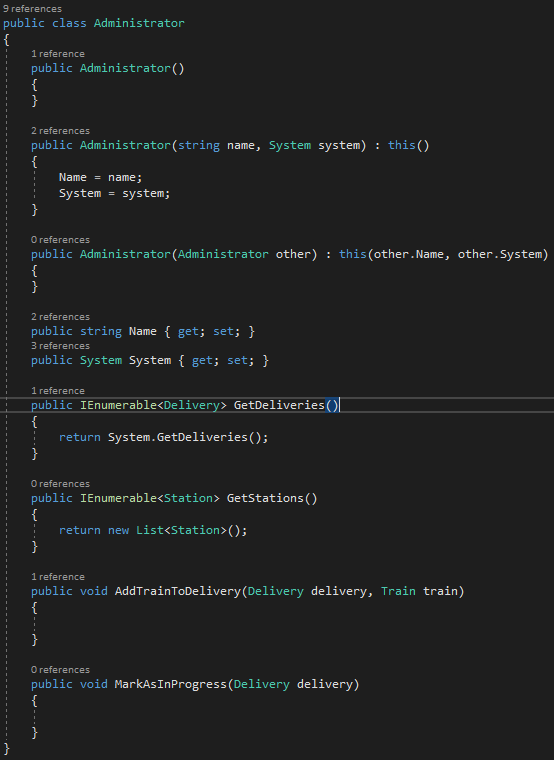 9 references
public class Administrator
{
1 reference
public Administrator()
{
}
2 references
public Administrator(string name, System system) : this()
{
Name = name;
System = system;
}
0 references
public Administrator(Administrator other) : this(other.Name, other.System)
{
}
2 references
public string Name { get; set; }
3 references
public System System { get; set; }
1 reference
public IEnumerable<Delivery> GetDeliveries()
{
return System.GetDeliveries();
}
0 references
public IEnumerable<Station> GetStations()
{
return new List<Station>();
}
1 reference
public void AddTrainToDelivery(Delivery delivery, Train train)
{
}
0 references
public void MarkAsInProgress(Delivery delivery)
{
}
}